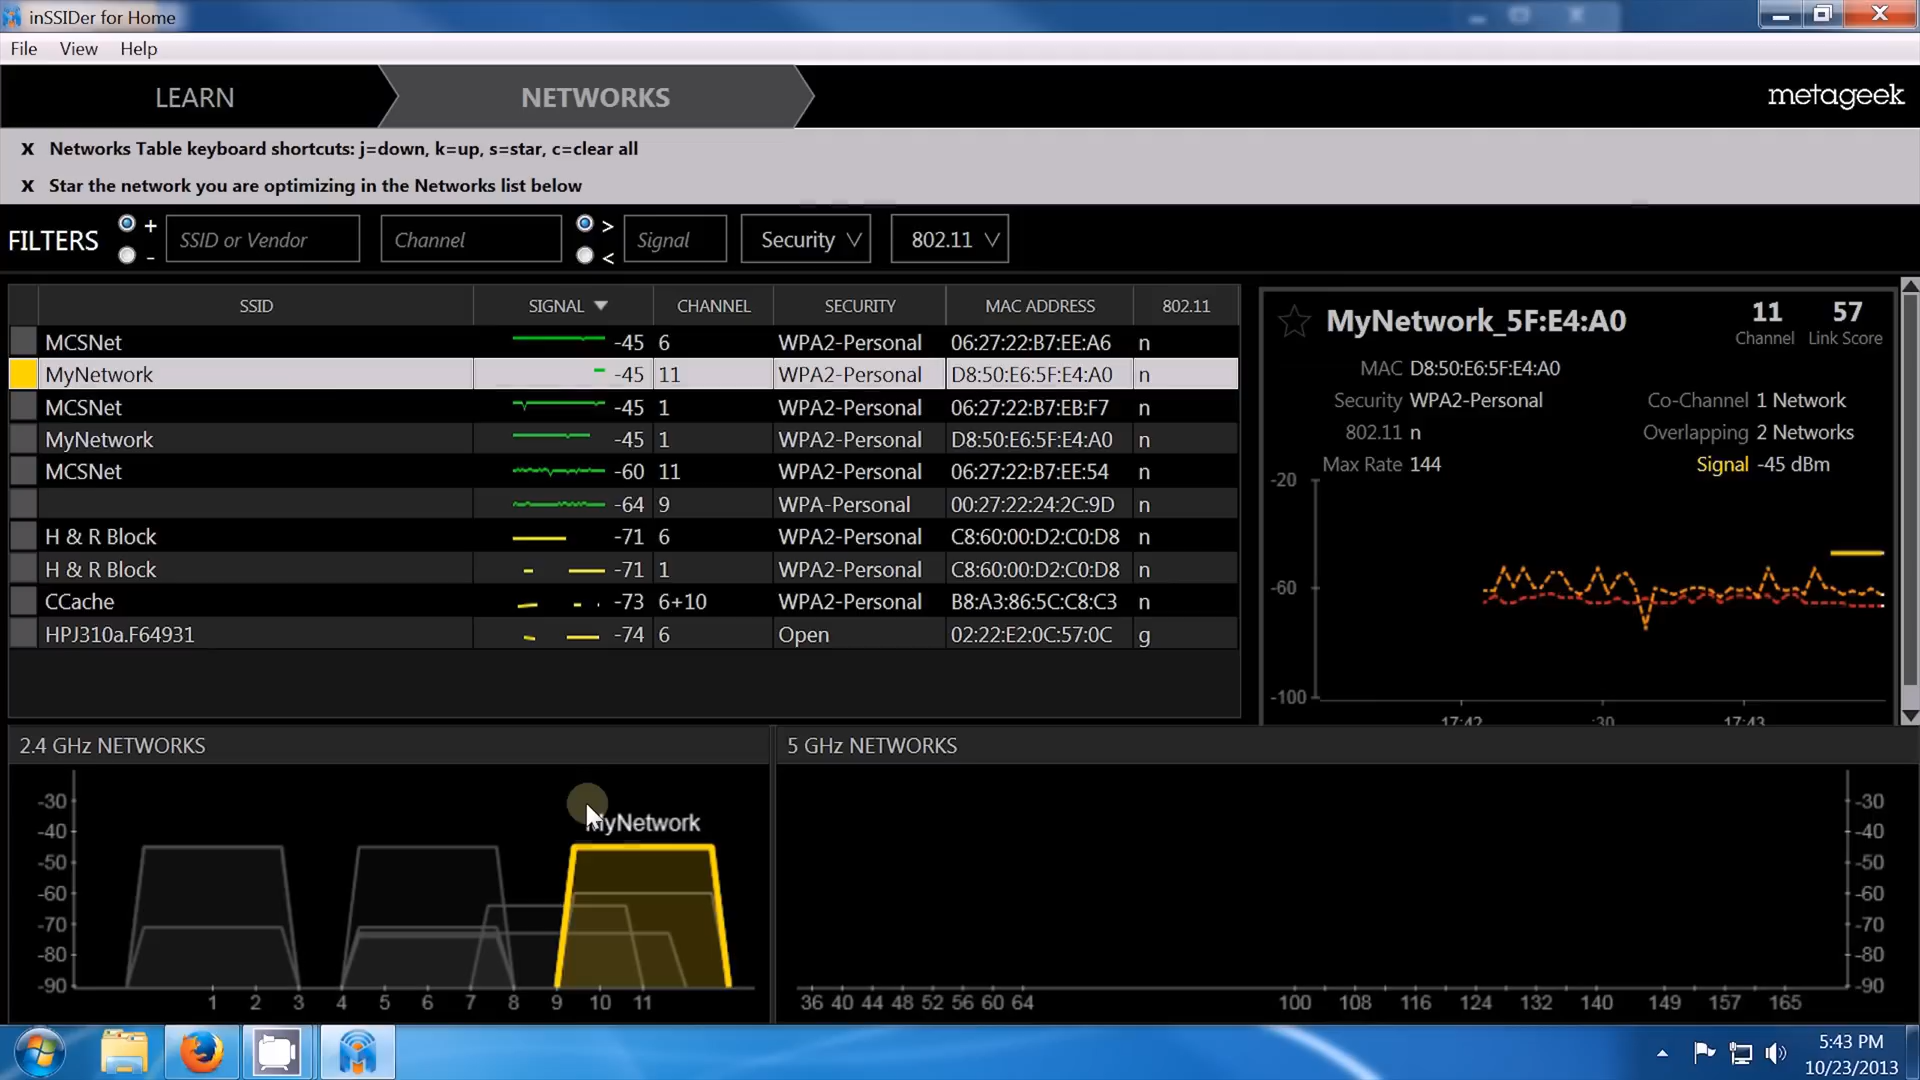 inSSIDer for Home
File View Help
LEARN NETWORKS metageek
x Networks Table keyboard shortcuts: j=down, k=up, s=star, c=clear all
x Star the network you are optimizing in the Networks list below
FILTERS + - SSID or Vendor Channel > < Signal Security 802.11
SSID SIGNAL CHANNEL SECURITY MAC ADDRESS 802.11
MCSNet -45 6 WPA2-Personal 06:27:22:B7:EE:A6 n
MyNetwork -45 11 WPA2-Personal D8:50:E6:5F:E4:A0 n
MCSNet -45 1 WPA2-Personal 06:27:22:B7:EB:F7 n
MyNetwork -45 1 WPA2-Personal D8:50:E6:5F:E4:A0 n
MCSNet -60 11 WPA2-Personal 06:27:22:B7:EE:54 n
-64 9 WPA-Personal 00:27:22:24:2C:9D n
H & R Block -71 6 WPA2-Personal C8:60:00:D2:C0:D8 n
H & R Block -71 1 WPA2-Personal C8:60:00:D2:C0:D8 n
CCache -73 6+10 WPA2-Personal B8:A3:86:5C:C8:C3 n
HPJ310a.F64931 -74 6 Open 02:22:E2:0C:57:0C g
MyNetwork_5F:E4:A0 11 57
Channel Link Score
MAC D8:50:E6:5F:E4:A0
Security WPA2-Personal Co-Channel 1 Network
802.11 n Overlapping 2 Networks
Max Rate 144 Signal -45 dBm
-20
-60
-100
17:42 :30 17:43
2.4 GHz NETWORKS
-30
-40
-50
-60
-70
-80
-90
MyNetwork
1 2 3 4 5 6 7 8 9 10 11
5 GHz NETWORKS
-30
-40
-50
-60
-70
-80
-90
36 40 44 48 52 56 60 64 100 108 116 124 132 140 149 157 165
5:43 PM
10/23/2013